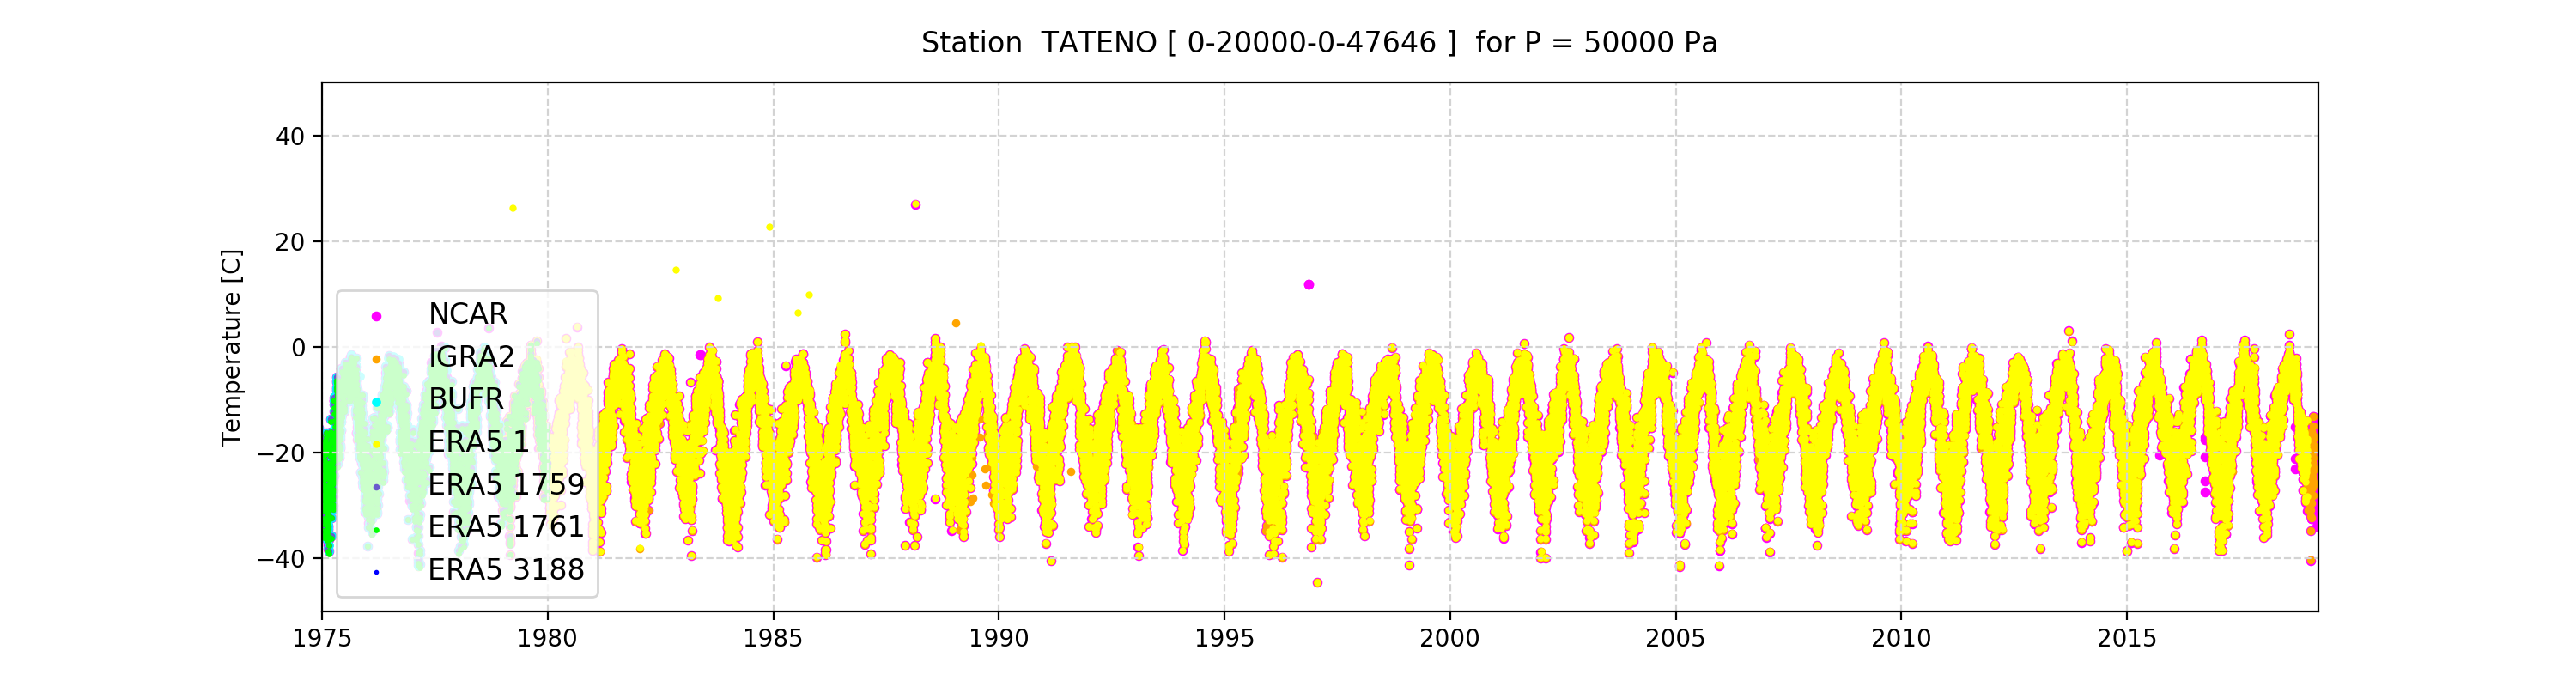 Station  TATENO [ 0-20000-0-47646 ]  for P = 50000 Pa
Temperature [C]
40
20
0
−20
−40
NCAR
IGRA2
BUFR
ERA5 1
ERA5 1759
ERA5 1761
ERA5 3188
1975 1980 1985 1990 1995 2000 2005 2010 2015